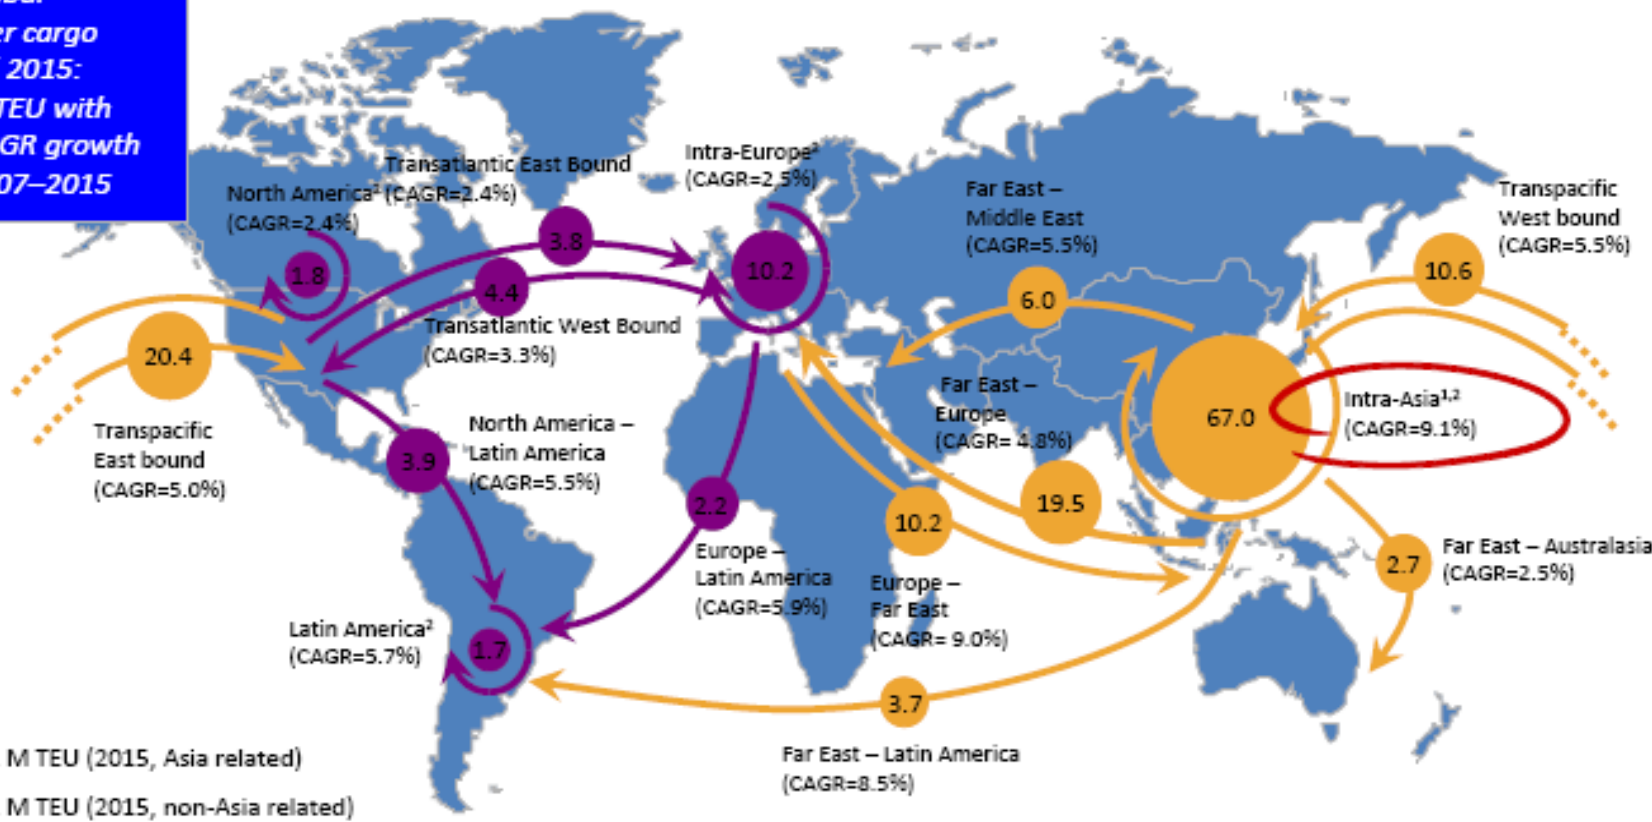 er cargo
2015:
TEU with
GR growth
07–2015
Transatlantic East Bound
(CAGR=2.4%)
North America²
(CAGR=2.4%)
Intra-Europe²
(CAGR=2.5%)
Far East –
Middle East
(CAGR=5.5%)
Transpacific
West bound
(CAGR=5.5%)
3.8
1.8
4.4
10.2
6.0
10.6
20.4
Transatlantic West Bound
(CAGR=3.3%)
Far East –
Europe
(CAGR= 4.8%)
67.0
Intra-Asia¹,²
(CAGR=9.1%)
Transpacific
East bound
(CAGR=5.0%)
3.9
North America –
Latin America
(CAGR=5.5%)
2.2
10.2
19.5
Europe –
Latin America
(CAGR=5.9%)
Europe –
Far East
(CAGR= 9.0%)
2.7
Far East – Australasia
(CAGR=2.5%)
Latin America²
(CAGR=5.7%)
1.7
3.7
Far East – Latin America
(CAGR=8.5%)
M TEU (2015, Asia related)
M TEU (2015, non-Asia related)